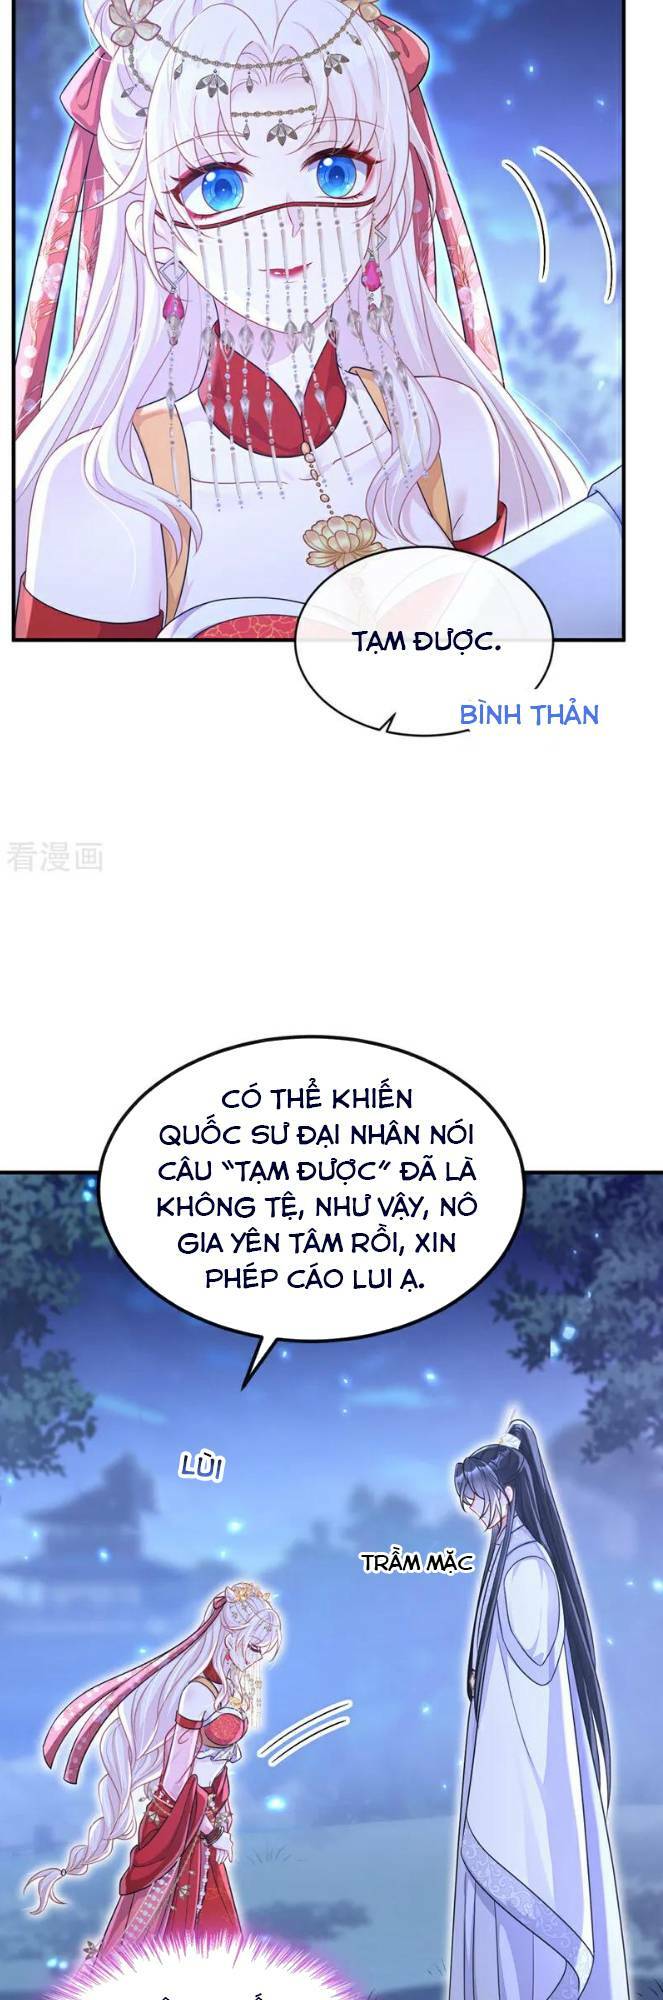 TẠM ĐƯỢC.
BÌNH THẢN
看漫画
CÓ THỂ KHIẾN
QUỐC SƯ ĐẠI NHÂN NÓI
CÂU "TẠM ĐƯỢC" ĐÃ LÀ
KHÔNG TỆ, NHƯ VẬY, NÔ
GIA YÊN TÂM RỒI, XIN
PHÉP CÁO LUI Ạ.
LÙI
TRẦM MẶC